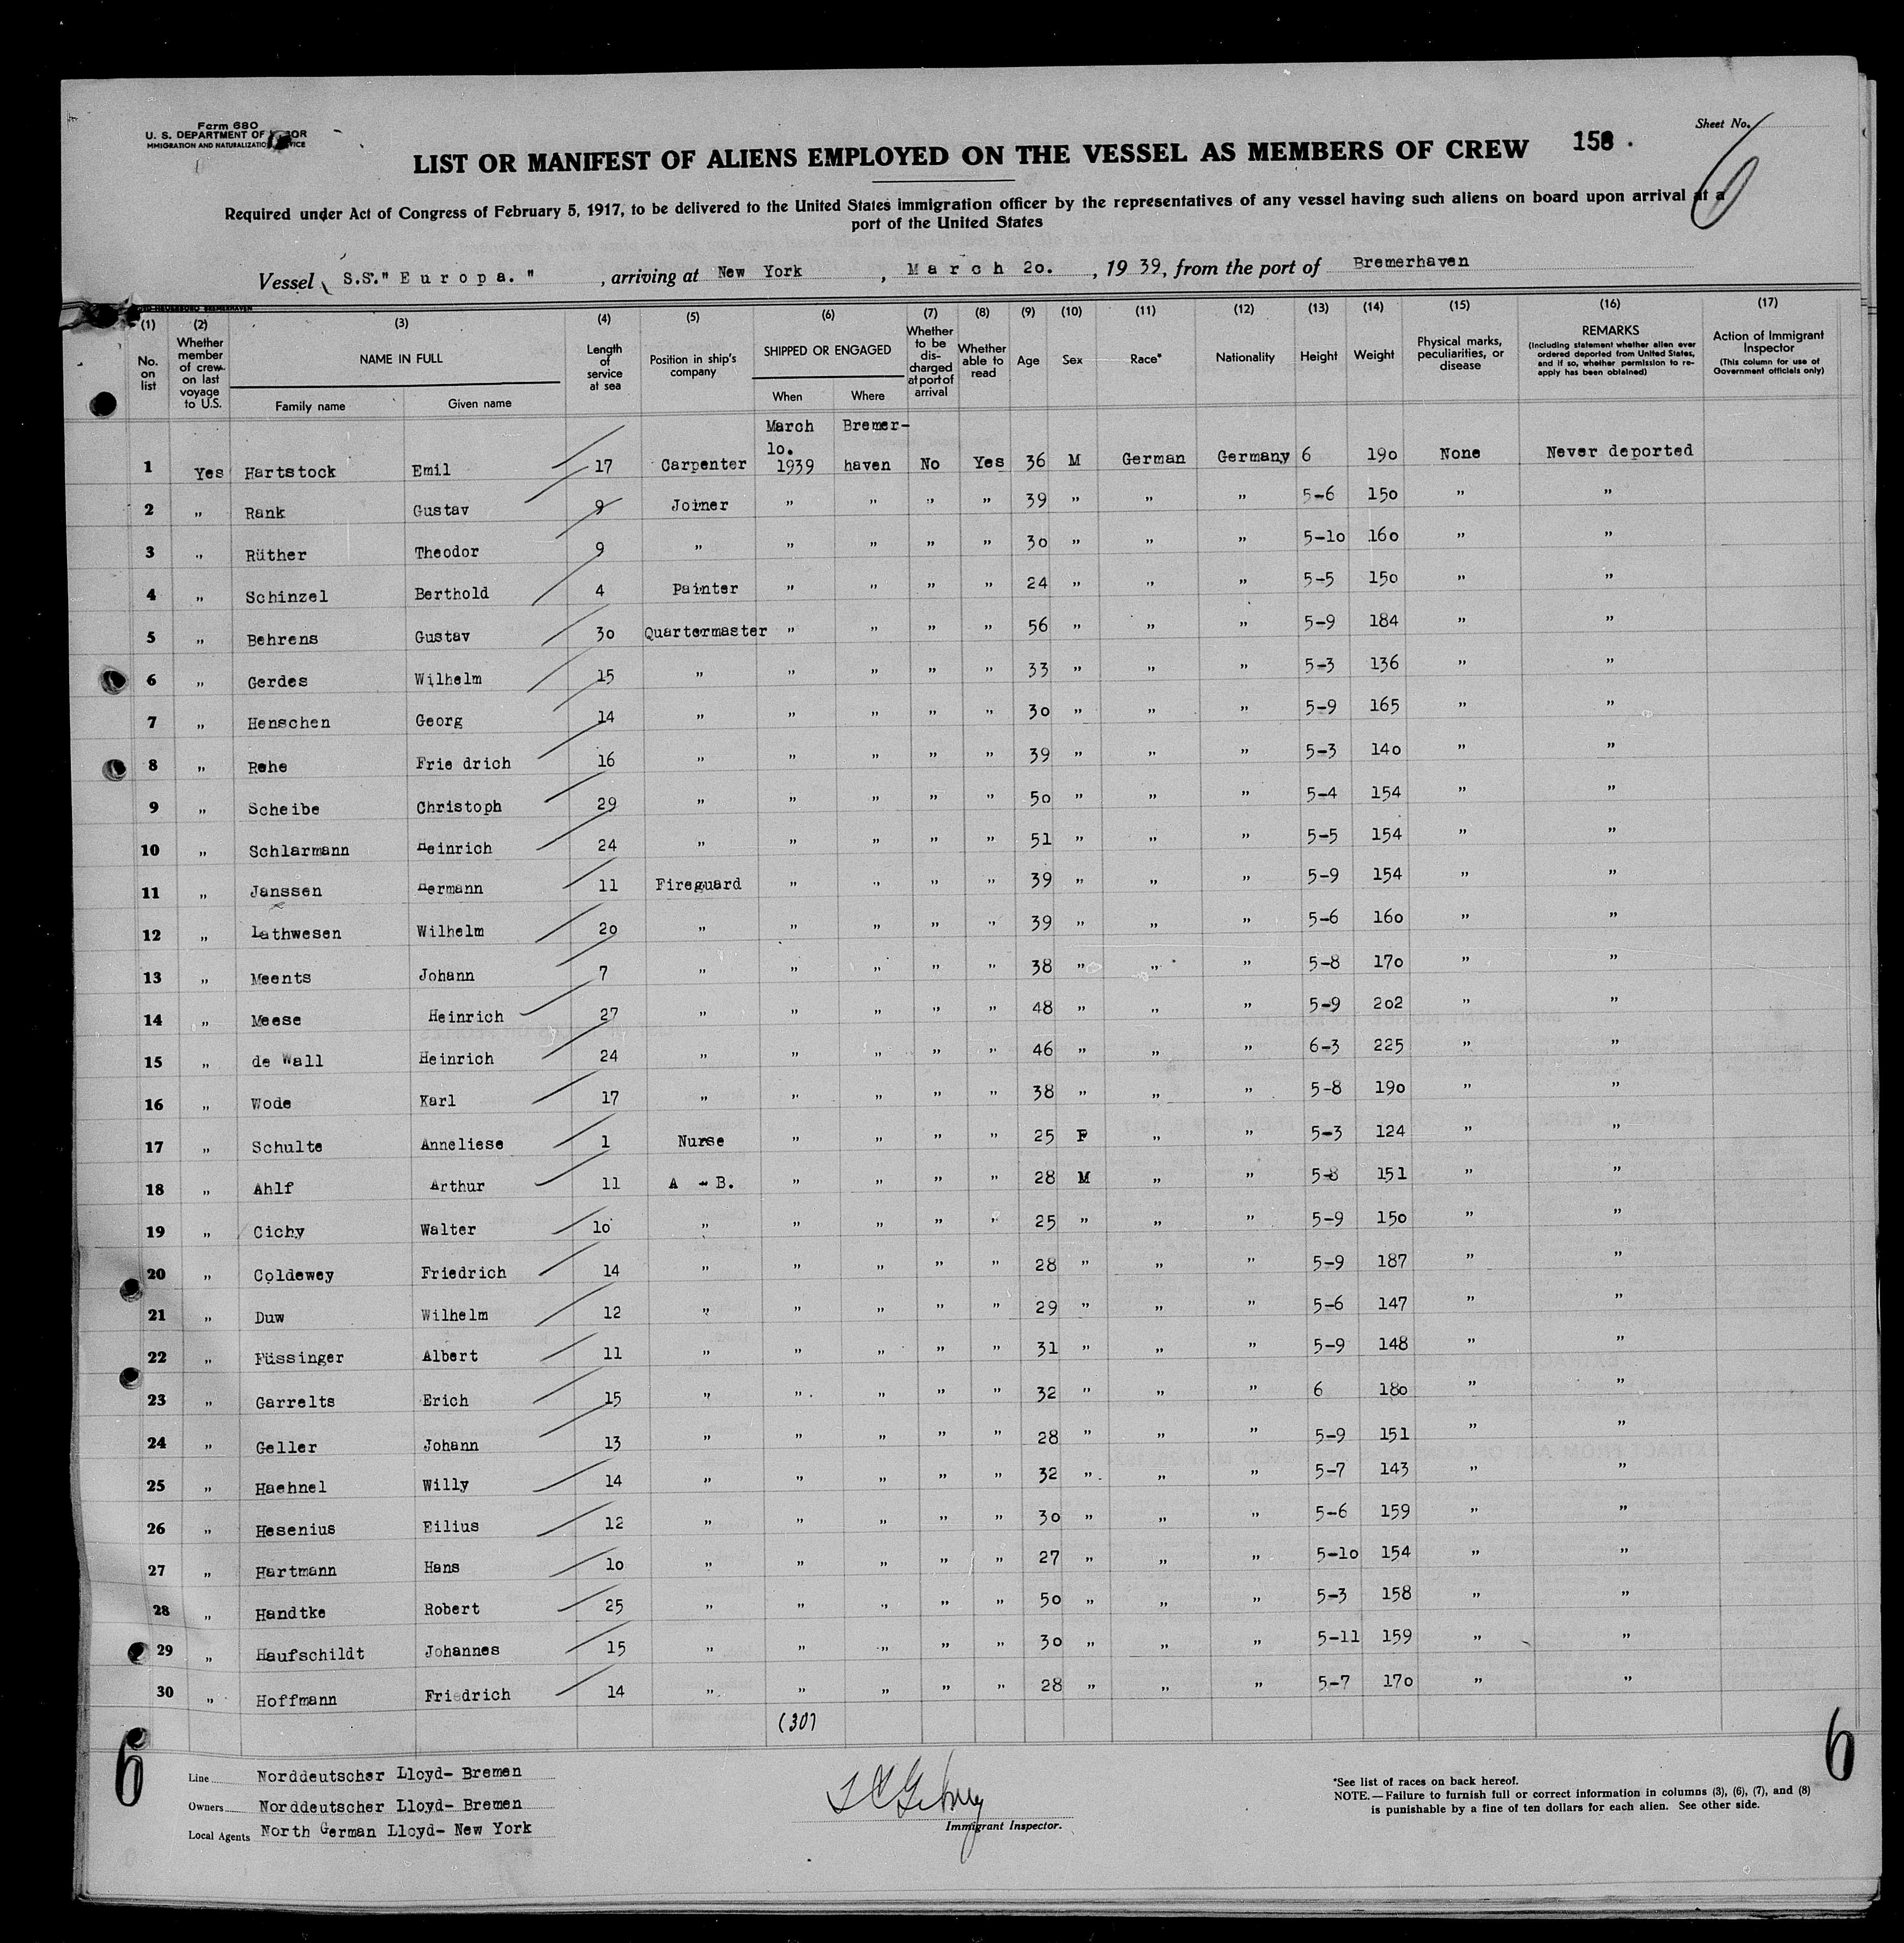 Form 680
U. S. DEPARTMENT OF
IMMIGRATION AND NATURALIZATION
LIST OR MANIFEST OF ALIENS EMPLOYED ON THE VESSEL AS MEMBERS OF CREW 158.
Sheet No. 6
Required under Act of Congress of February 5, 1917, to be delivered to the United States immigration officer by the representatives of any vessel having such aliens on board upon arrival at a
port of the United States
Vessel S.S." E u r o p a. " , arriving at New York , M a r c h 20. , 19 39, from the port of Bremerhaven
(1) (2) (3) (4) (5) (6) (7) (8) (9) (10) (11) (12) (13) (14) (15) (16) (17)
No. on list
Whether member of crew on last voyage to U.S.
NAME IN FULL
Family name Given name
Length of service at sea
Position in ship's company
SHIPPED OR ENGAGED
When Where
Whether to be discharged at port of arrival
Whether able to read
Age
Sex
Race*
Nationality
Height
Weight
Physical marks, peculiarities, or disease
REMARKS
(Including statement whether alien ever ordered deported from United States, and if so, whether permission to reapply has been obtained)
Action of Immigrant Inspector
(This column for use of Government officials only)
1 Yes Hartstock Emil 17 Carpenter March 10. 1939 Bremer-haven No Yes 36 M German Germany 6 190 None Never deported
2 " Rank Gustav 9 Joiner " " " " 39 " " " 5-6 150 " "
3 " Rüther Theodor 9 " " " " " 30 " " " 5-10 160 " "
4 " Schinzel Berthold 4 Painter " " " " 24 " " " 5-5 150 " "
5 " Behrens Gustav 30 Quartermaster " " " " 56 " " " 5-9 184 " "
6 " Gerdes Wilhelm 15 " " " " " 33 " " " 5-3 136 " "
7 " Henschen Georg 14 " " " " " 30 " " " 5-9 165 " "
8 " Rehe Frie drich 16 " " " " " 39 " " " 5-3 140 " "
9 " Scheibe Christoph 29 " " " " " 50 " " " 5-4 154 " "
10 " Schlarmann Heinrich 24 " " " " " 51 " " " 5-5 154 " "
11 " Janssen Hermann 11 Fireguard " " " " 39 " " " 5-9 154 " "
12 " Lathwesen Wilhelm 20 " " " " " 39 " " " 5-6 160 " "
13 " Meents Johann 7 " " " " " 38 " " " 5-8 170 " "
14 " Meese Heinrich 27 " " " " " 48 " " " 5-9 202 " "
15 " de Wall Heinrich 24 " " " " " 46 " " " 6-3 225 " "
16 " Wode Karl 17 " " " " " 38 " " " 5-8 190 " "
17 " Schulte Anneliese 1 Nurse " " " " 25 F " " 5-3 124 " "
18 " Ahlf Arthur 11 A - B. " " " " 28 M " " 5-8 151 " "
19 " Cichy Walter 10 " " " " " 25 " " " 5-9 150 " "
20 " Coldewey Friedrich 14 " " " " " 28 " " " 5-9 187 " "
21 " Duw Wilhelm 12 " " " " " 29 " " " 5-6 147 " "
22 " Füssinger Albert 11 " " " " " 31 " " " 5-9 148 " "
23 " Garrelts Erich 15 " " " " " 32 " " " 6 180 " "
24 " Geller Johann 13 " " " " " 28 " " " 5-9 151 " "
25 " Haehnel Willy 14 " " " " " 32 " " " 5-7 143 " "
26 " Hesenius Eilius 12 " " " " " 30 " " " 5-6 159 " "
27 " Hartmann Hans 10 " " " " " 27 " " " 5-10 154 " "
28 " Handtke Robert 25 " " " " " 50 " " " 5-3 158 " "
29 " Haufschildt Johannes 15 " " " " " 30 " " " 5-11 159 " "
30 " Hoffmann Friedrich 14 " " " " " 28 " " " 5-7 170 " "
(30)
6 6
Line Norddeutscher Lloyd- Bremen
Owners Norddeutscher Lloyd- Bremen
Local Agents North German Lloyd- New York
Immigrant Inspector.
*See list of races on back hereof.
NOTE.—Failure to furnish full or correct information in columns (3), (6), (7), and (8)
is punishable by a fine of ten dollars for each alien. See other side.